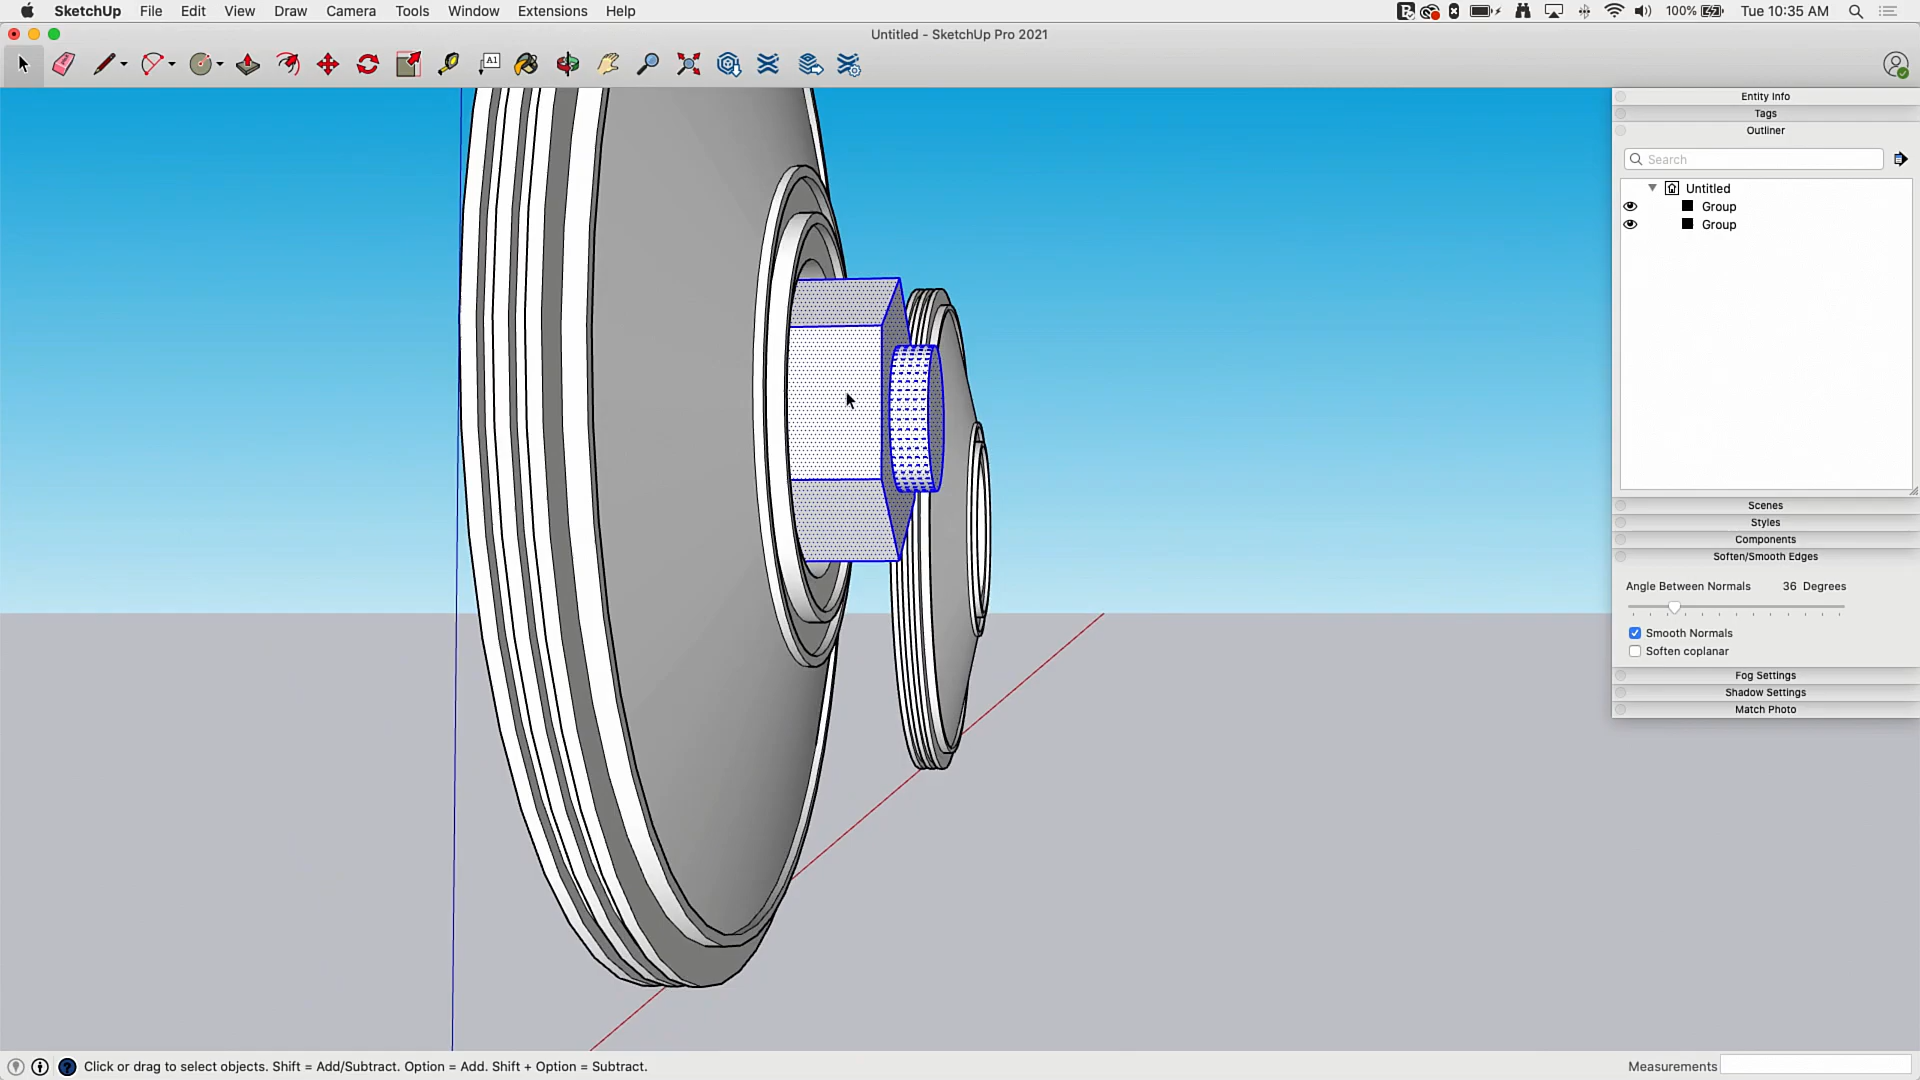 SketchUp File Edit View Draw Camera Tools Window Extensions Help 100% Tue 10:35 AM
Untitled - SketchUp Pro 2021
A1
Entity Info
Tags
Outliner
Search
Untitled
Group
Group
Scenes
Styles
Components
Soften/Smooth Edges
Angle Between Normals 36 Degrees
Smooth Normals
Soften coplanar
Fog Settings
Shadow Settings
Match Photo
Click or drag to select objects. Shift = Add/Subtract. Option = Add. Shift + Option = Subtract.
Measurements